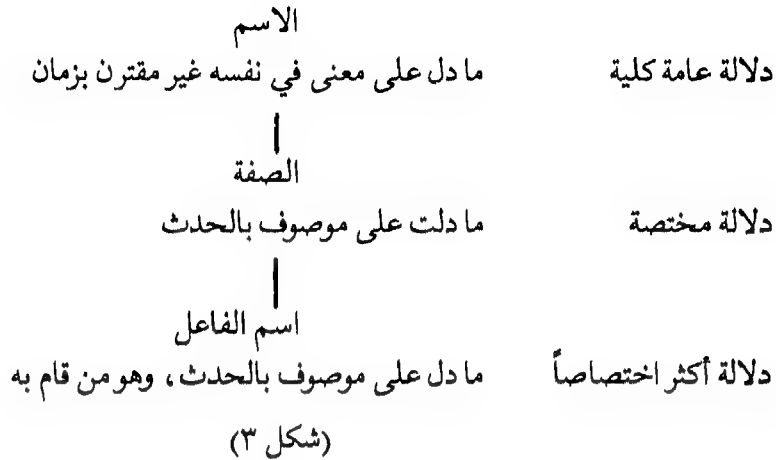 الاسم
دلالة عامة كلية ما دل على معنى في نفسه غير مقترن بزمان
الصفة
دلالة مختصة ما دلت على موصوف بالحدث
اسم الفاعل
دلالة أكثر اختصاصاً ما دل على موصوف بالحدث، وهو من قام به
(شكل ٣)